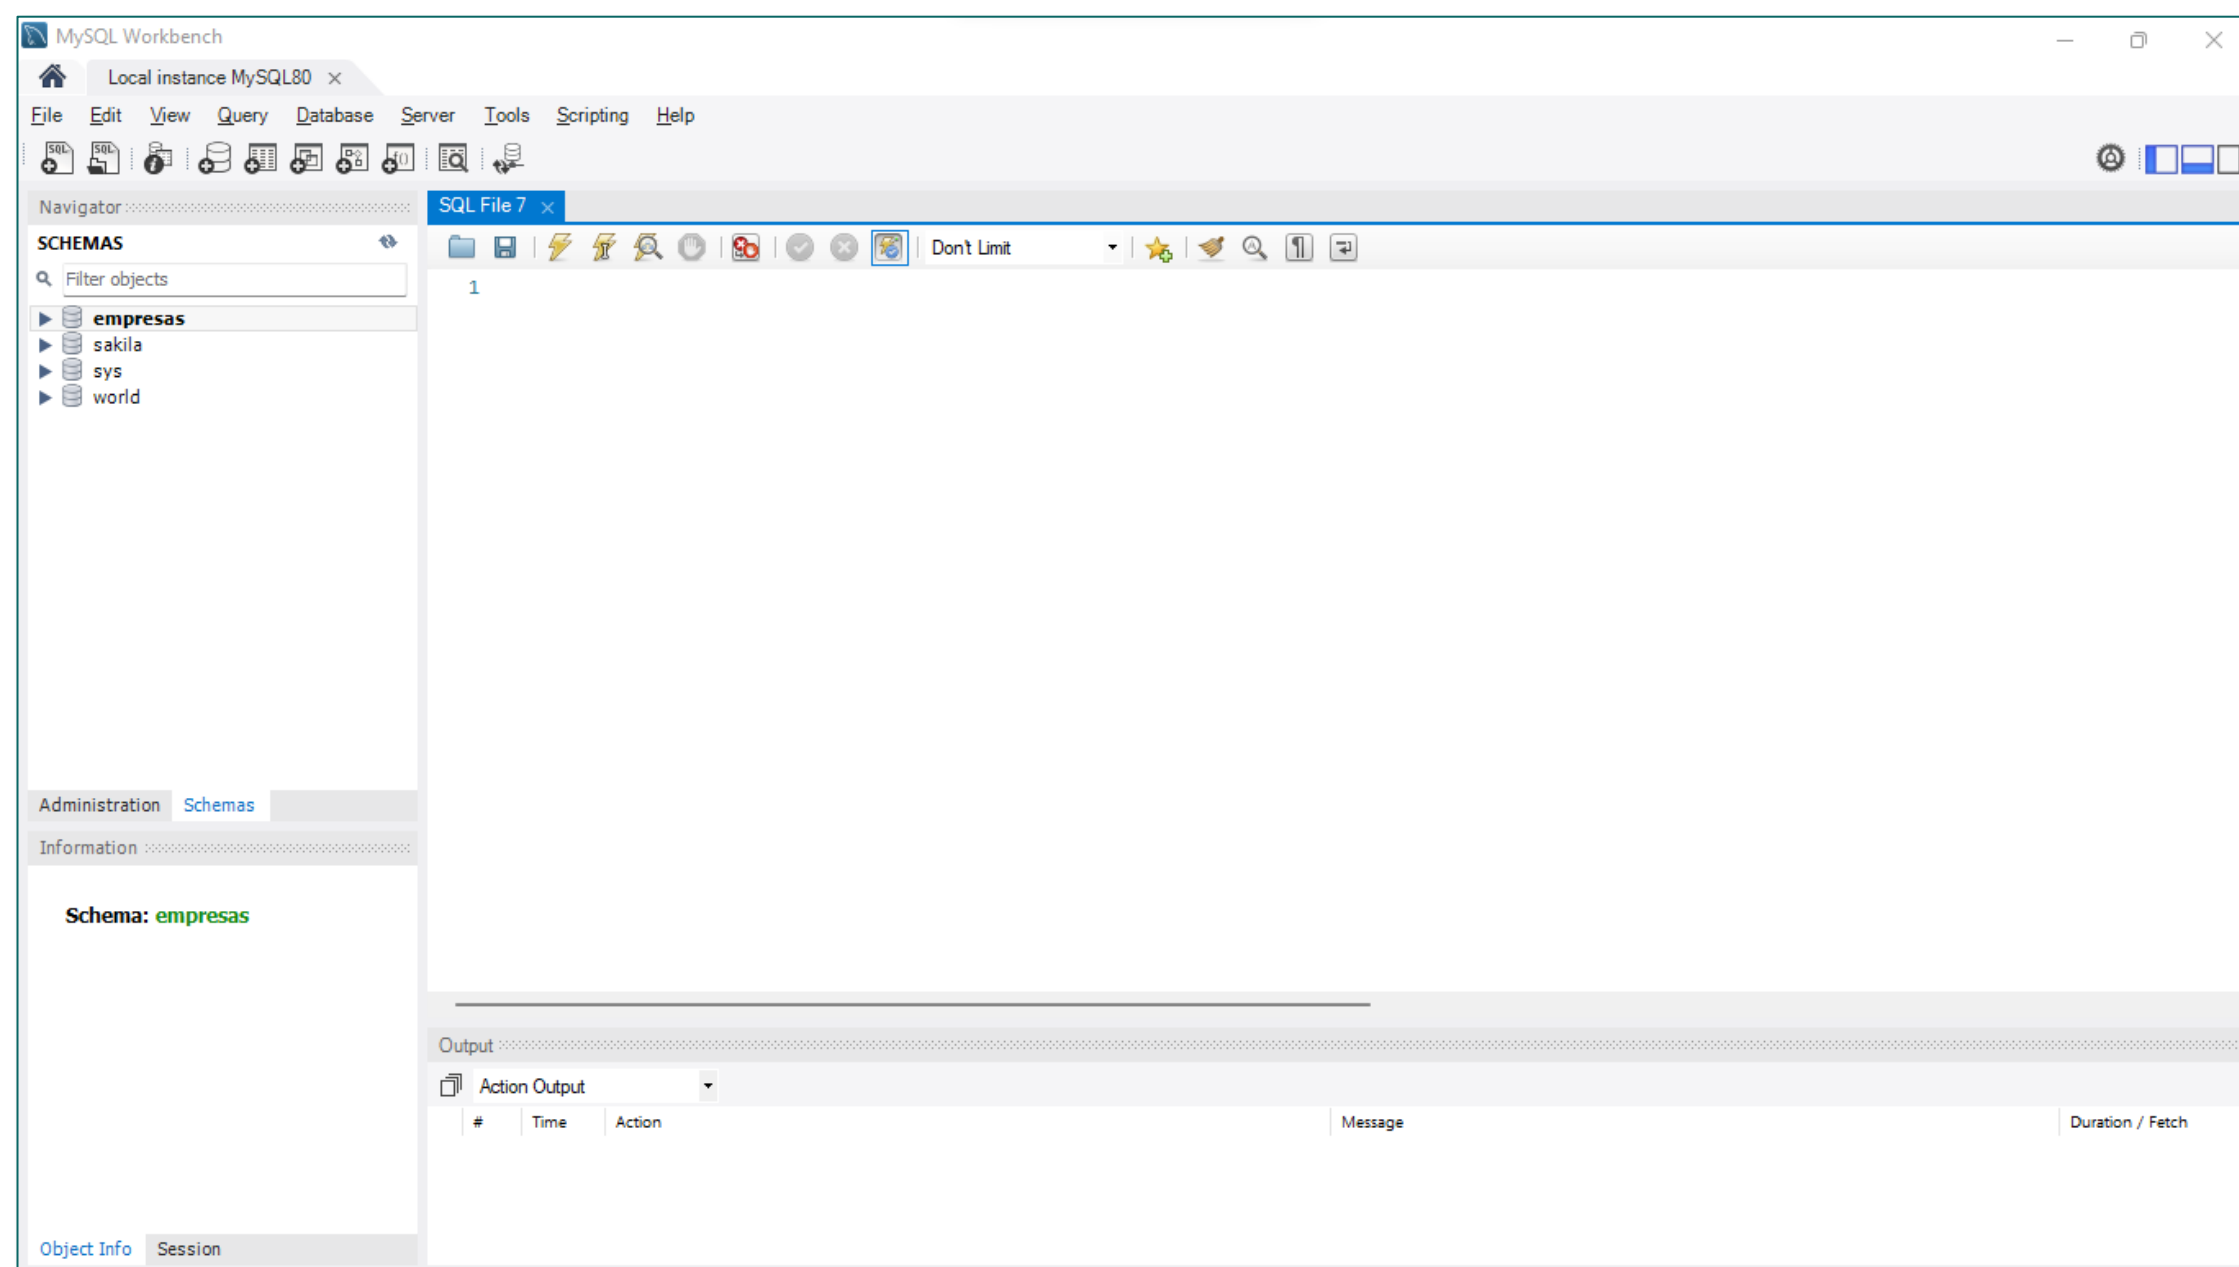 MySQL Workbench
Local instance MySQL80
File Edit View Query Database Server Tools Scripting Help
Navigator
SQL File 7
SCHEMAS
Don't Limit
Filter objects
1
empresas
sakila
sys
world
Administration Schemas
Information
Schema: empresas
Output
Action Output
# Time Action Message Duration / Fetch
Object Info Session